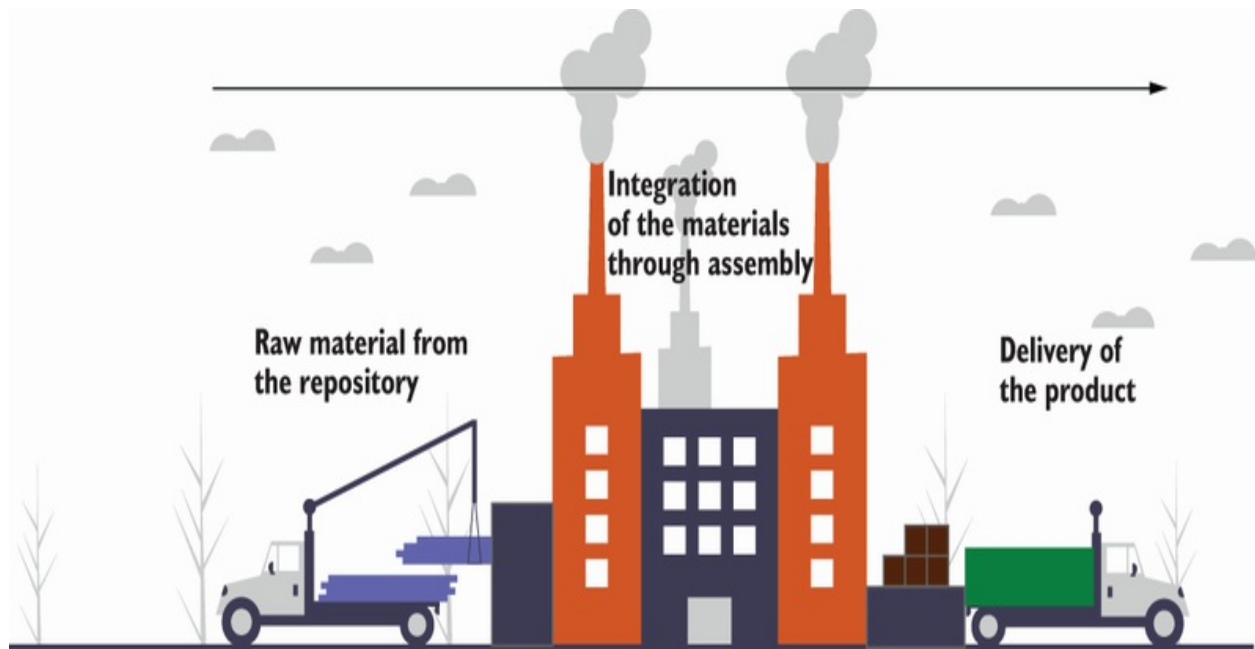 Integration
of the materials
through assembly
Raw material from
the repository
Delivery of
the product